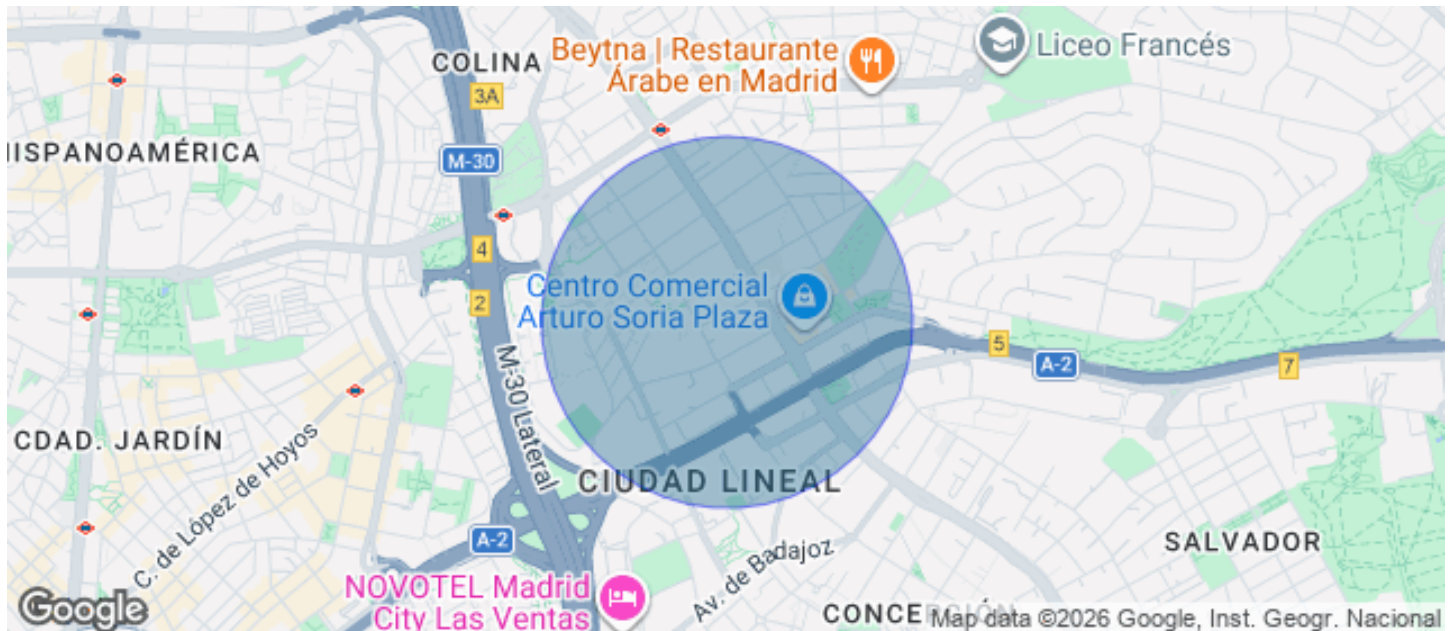 COLINA
Beytna | Restaurante
Árabe en Madrid
Liceo Francés
3A
HISPANOAMÉRICA
M-30
4
2
Centro Comercial
Arturo Soria Plaza
5
A-2
7
M-30 Lateral
CDAD. JARDÍN
C. de López de Hoyos
CIUDAD LINEAL
A-2
SALVADOR
Av. de Badajoz
NOVOTEL Madrid
City Las Ventas
CONCEPCIÓN
Google
Map data ©2026 Google, Inst. Geogr. Nacional